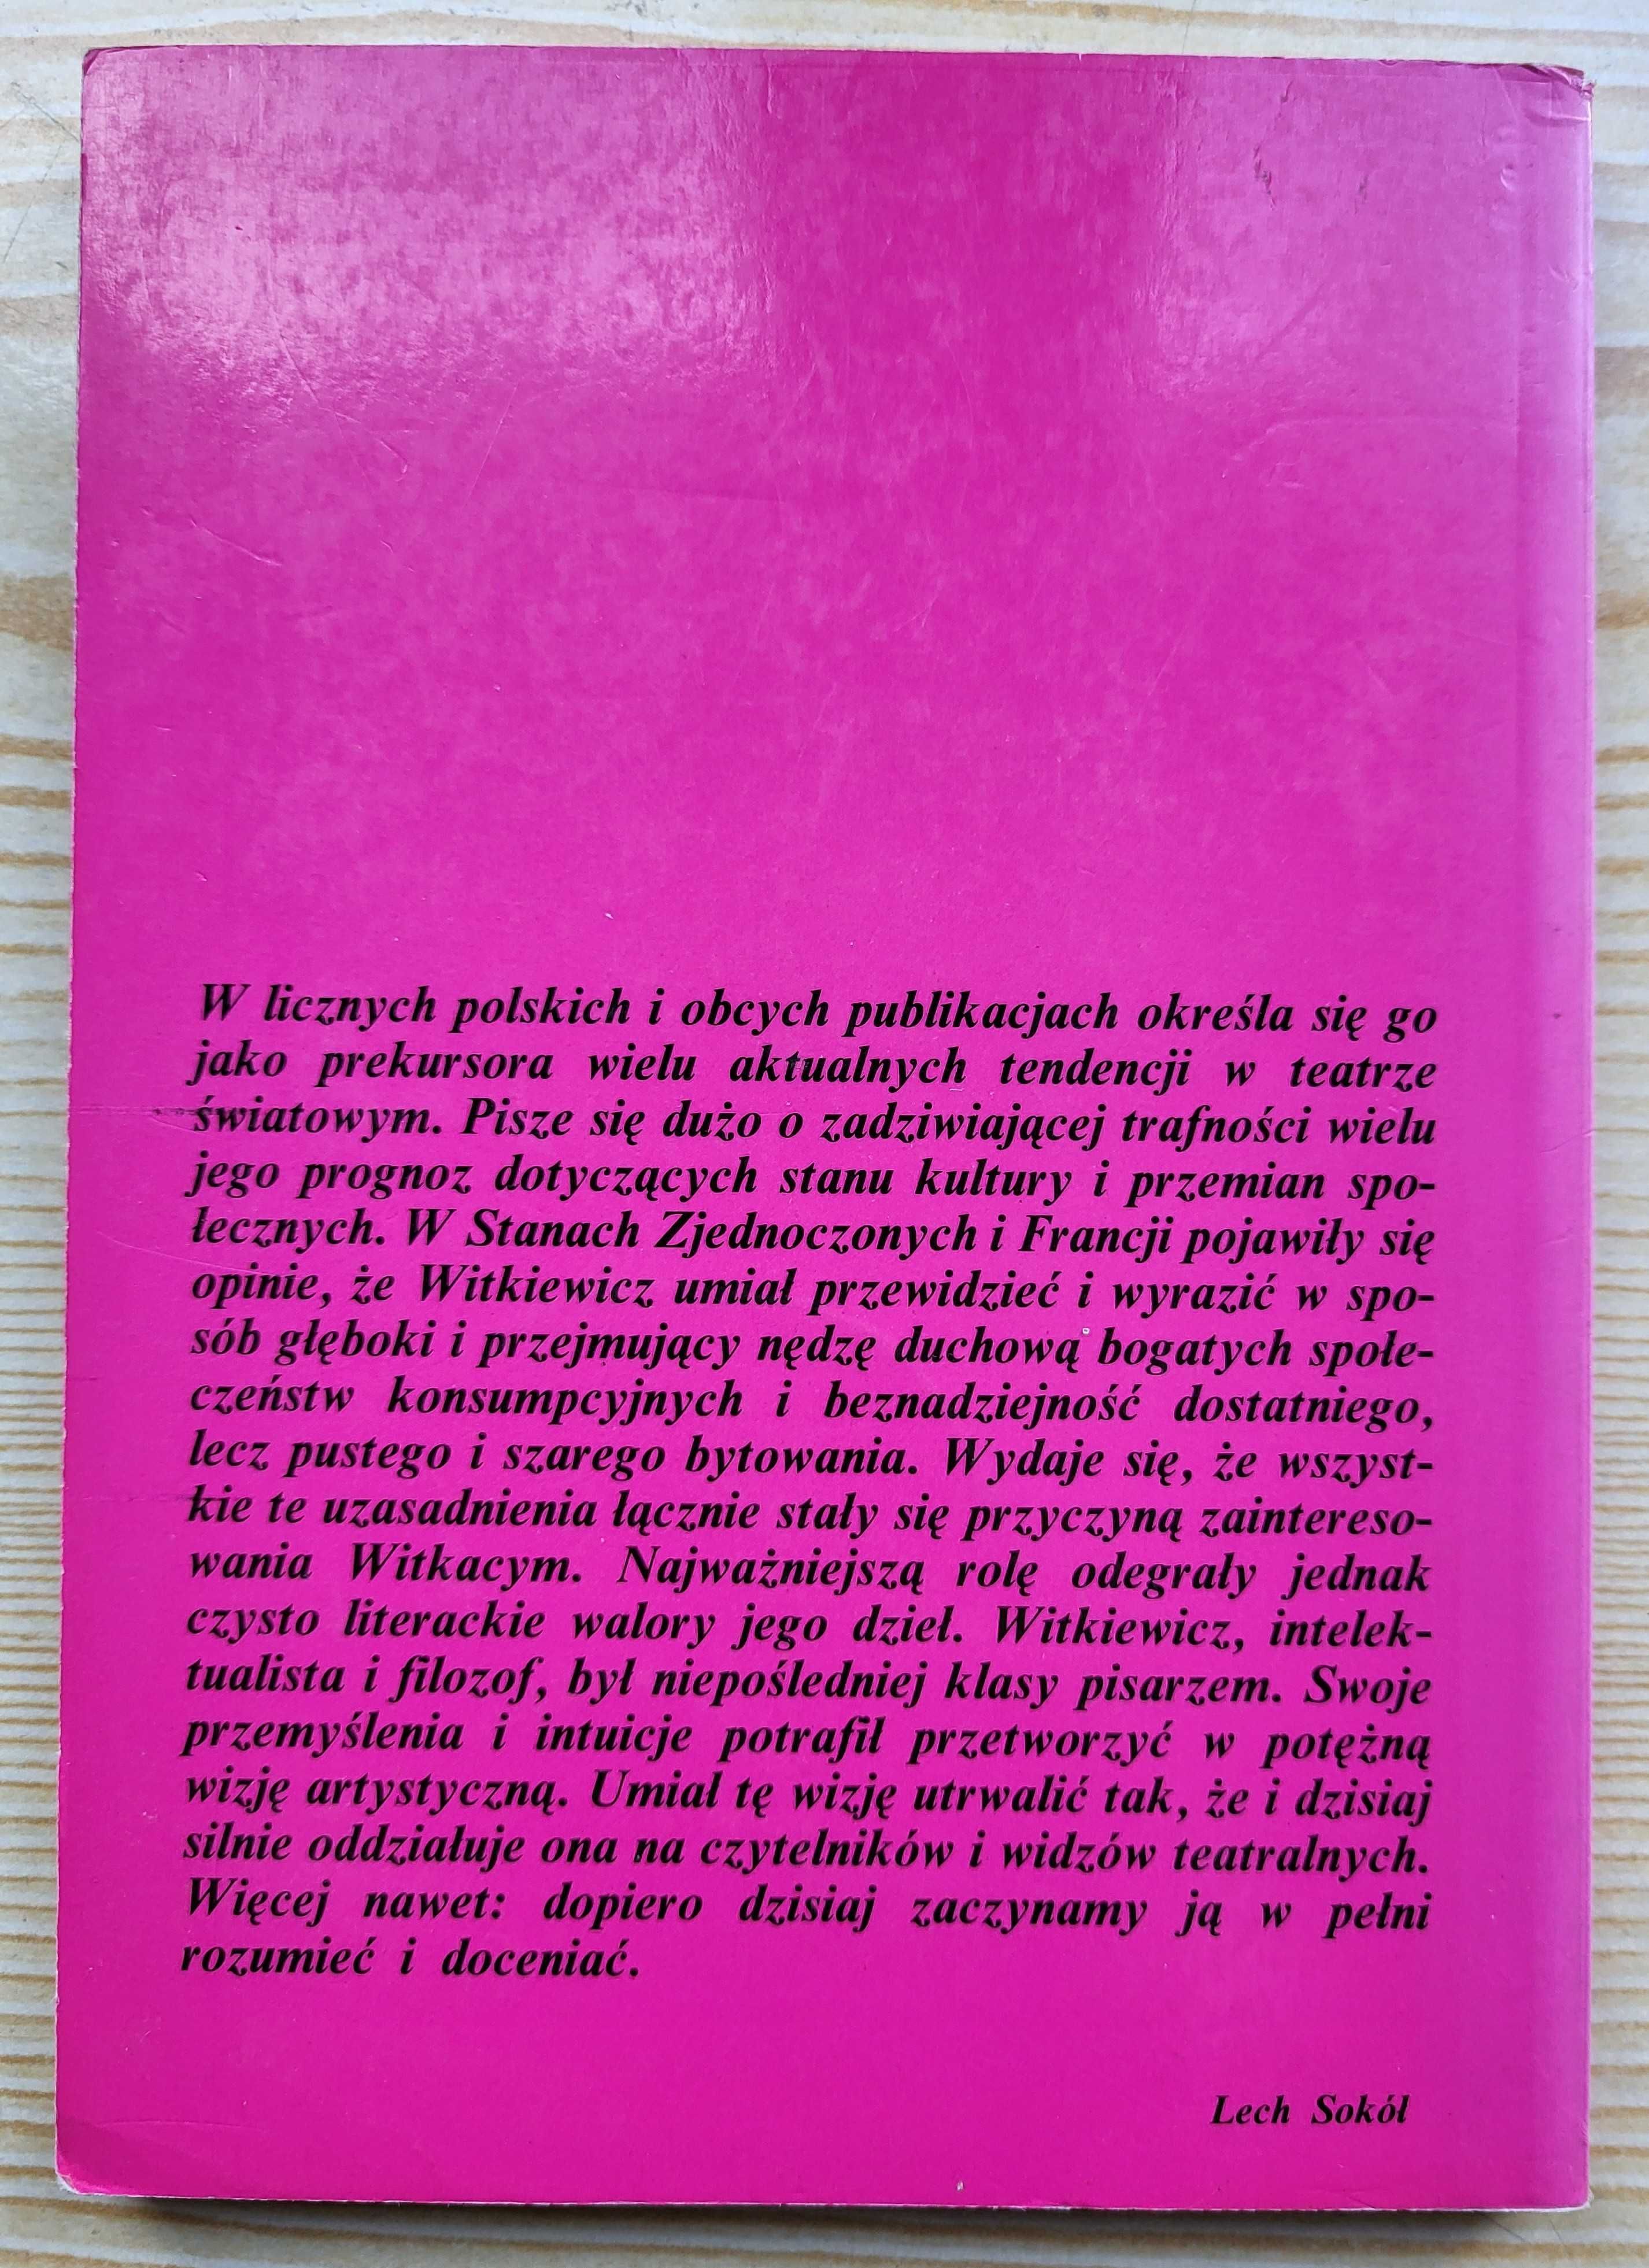 W licznych polskich i obcych publikacjach określa się go
jako prekursora wielu aktualnych tendencji w teatrze
światowym. Pisze się dużo o zadziwiającej trafności wielu
jego prognoz dotyczących stanu kultury i przemian spo-
łecznych. W Stanach Zjednoczonych i Francji pojawiły się
opinie, że Witkiewicz umiał przewidzieć i wyrazić w spo-
sób głęboki i przejmujący nędzę duchową bogatych społe-
czeństw konsumpcyjnych i beznadziejność dostatniego,
lecz pustego i szarego bytowania. Wydaje się, że wszyst-
kie te uzasadnienia łącznie stały się przyczyną zaintereso-
wania Witkacym. Najważniejszą rolę odegrały jednak
czysto literackie walory jego dzieł. Witkiewicz, intelek-
tualista i filozof, był niepośledniej klasy pisarzem. Swoje
przemyślenia i intuicje potrafił przetworzyć w potężną
wizję artystyczną. Umiał tę wizję utrwalić tak, że i dzisiaj
silnie oddziałuje ona na czytelników i widzów teatralnych.
Więcej nawet: dopiero dzisiaj zaczynamy ją w pełni
rozumieć i doceniać.
Lech Sokół